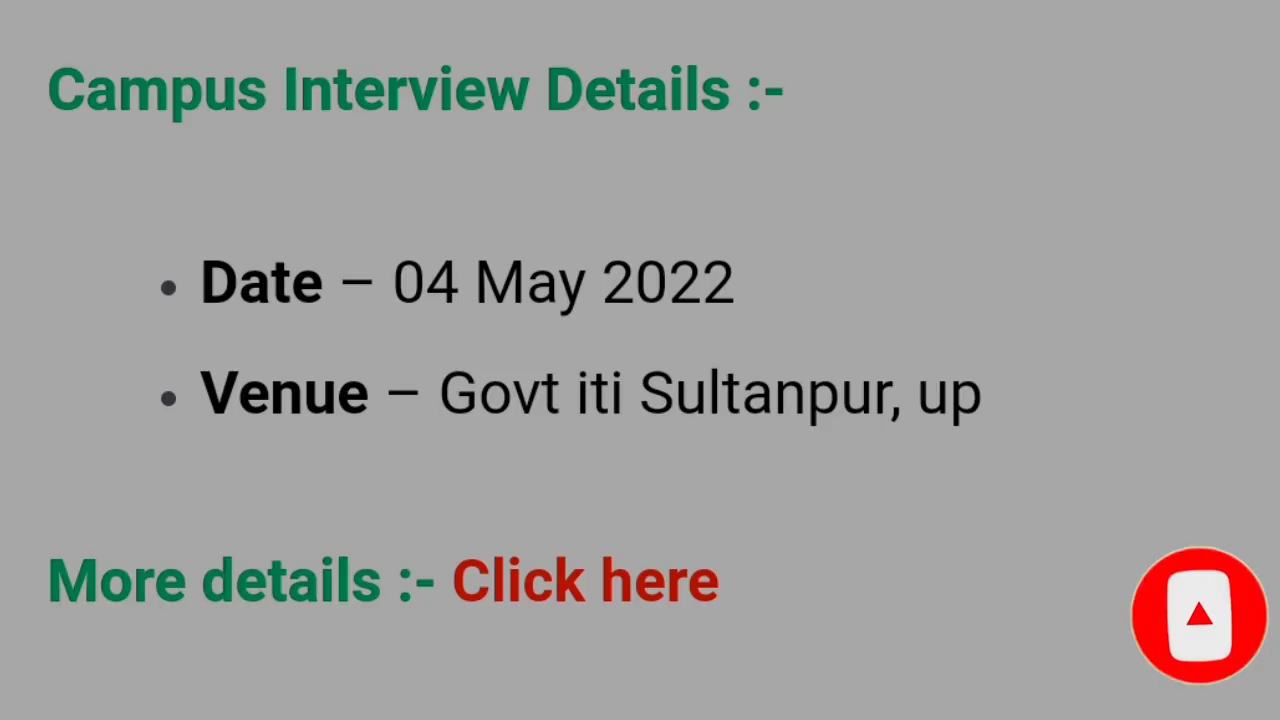 Campus Interview Details :-
• Date – 04 May 2022
• Venue – Govt iti Sultanpur, up
More details :- Click here